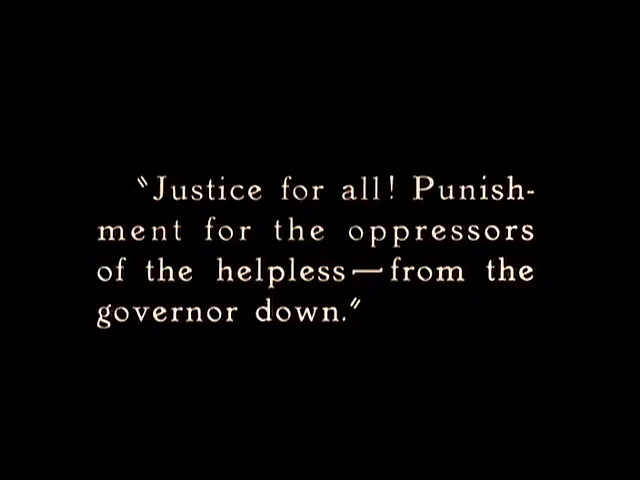 "Justice for all! Punish-
ment for the oppressors
of the helpless—from the
governor down."